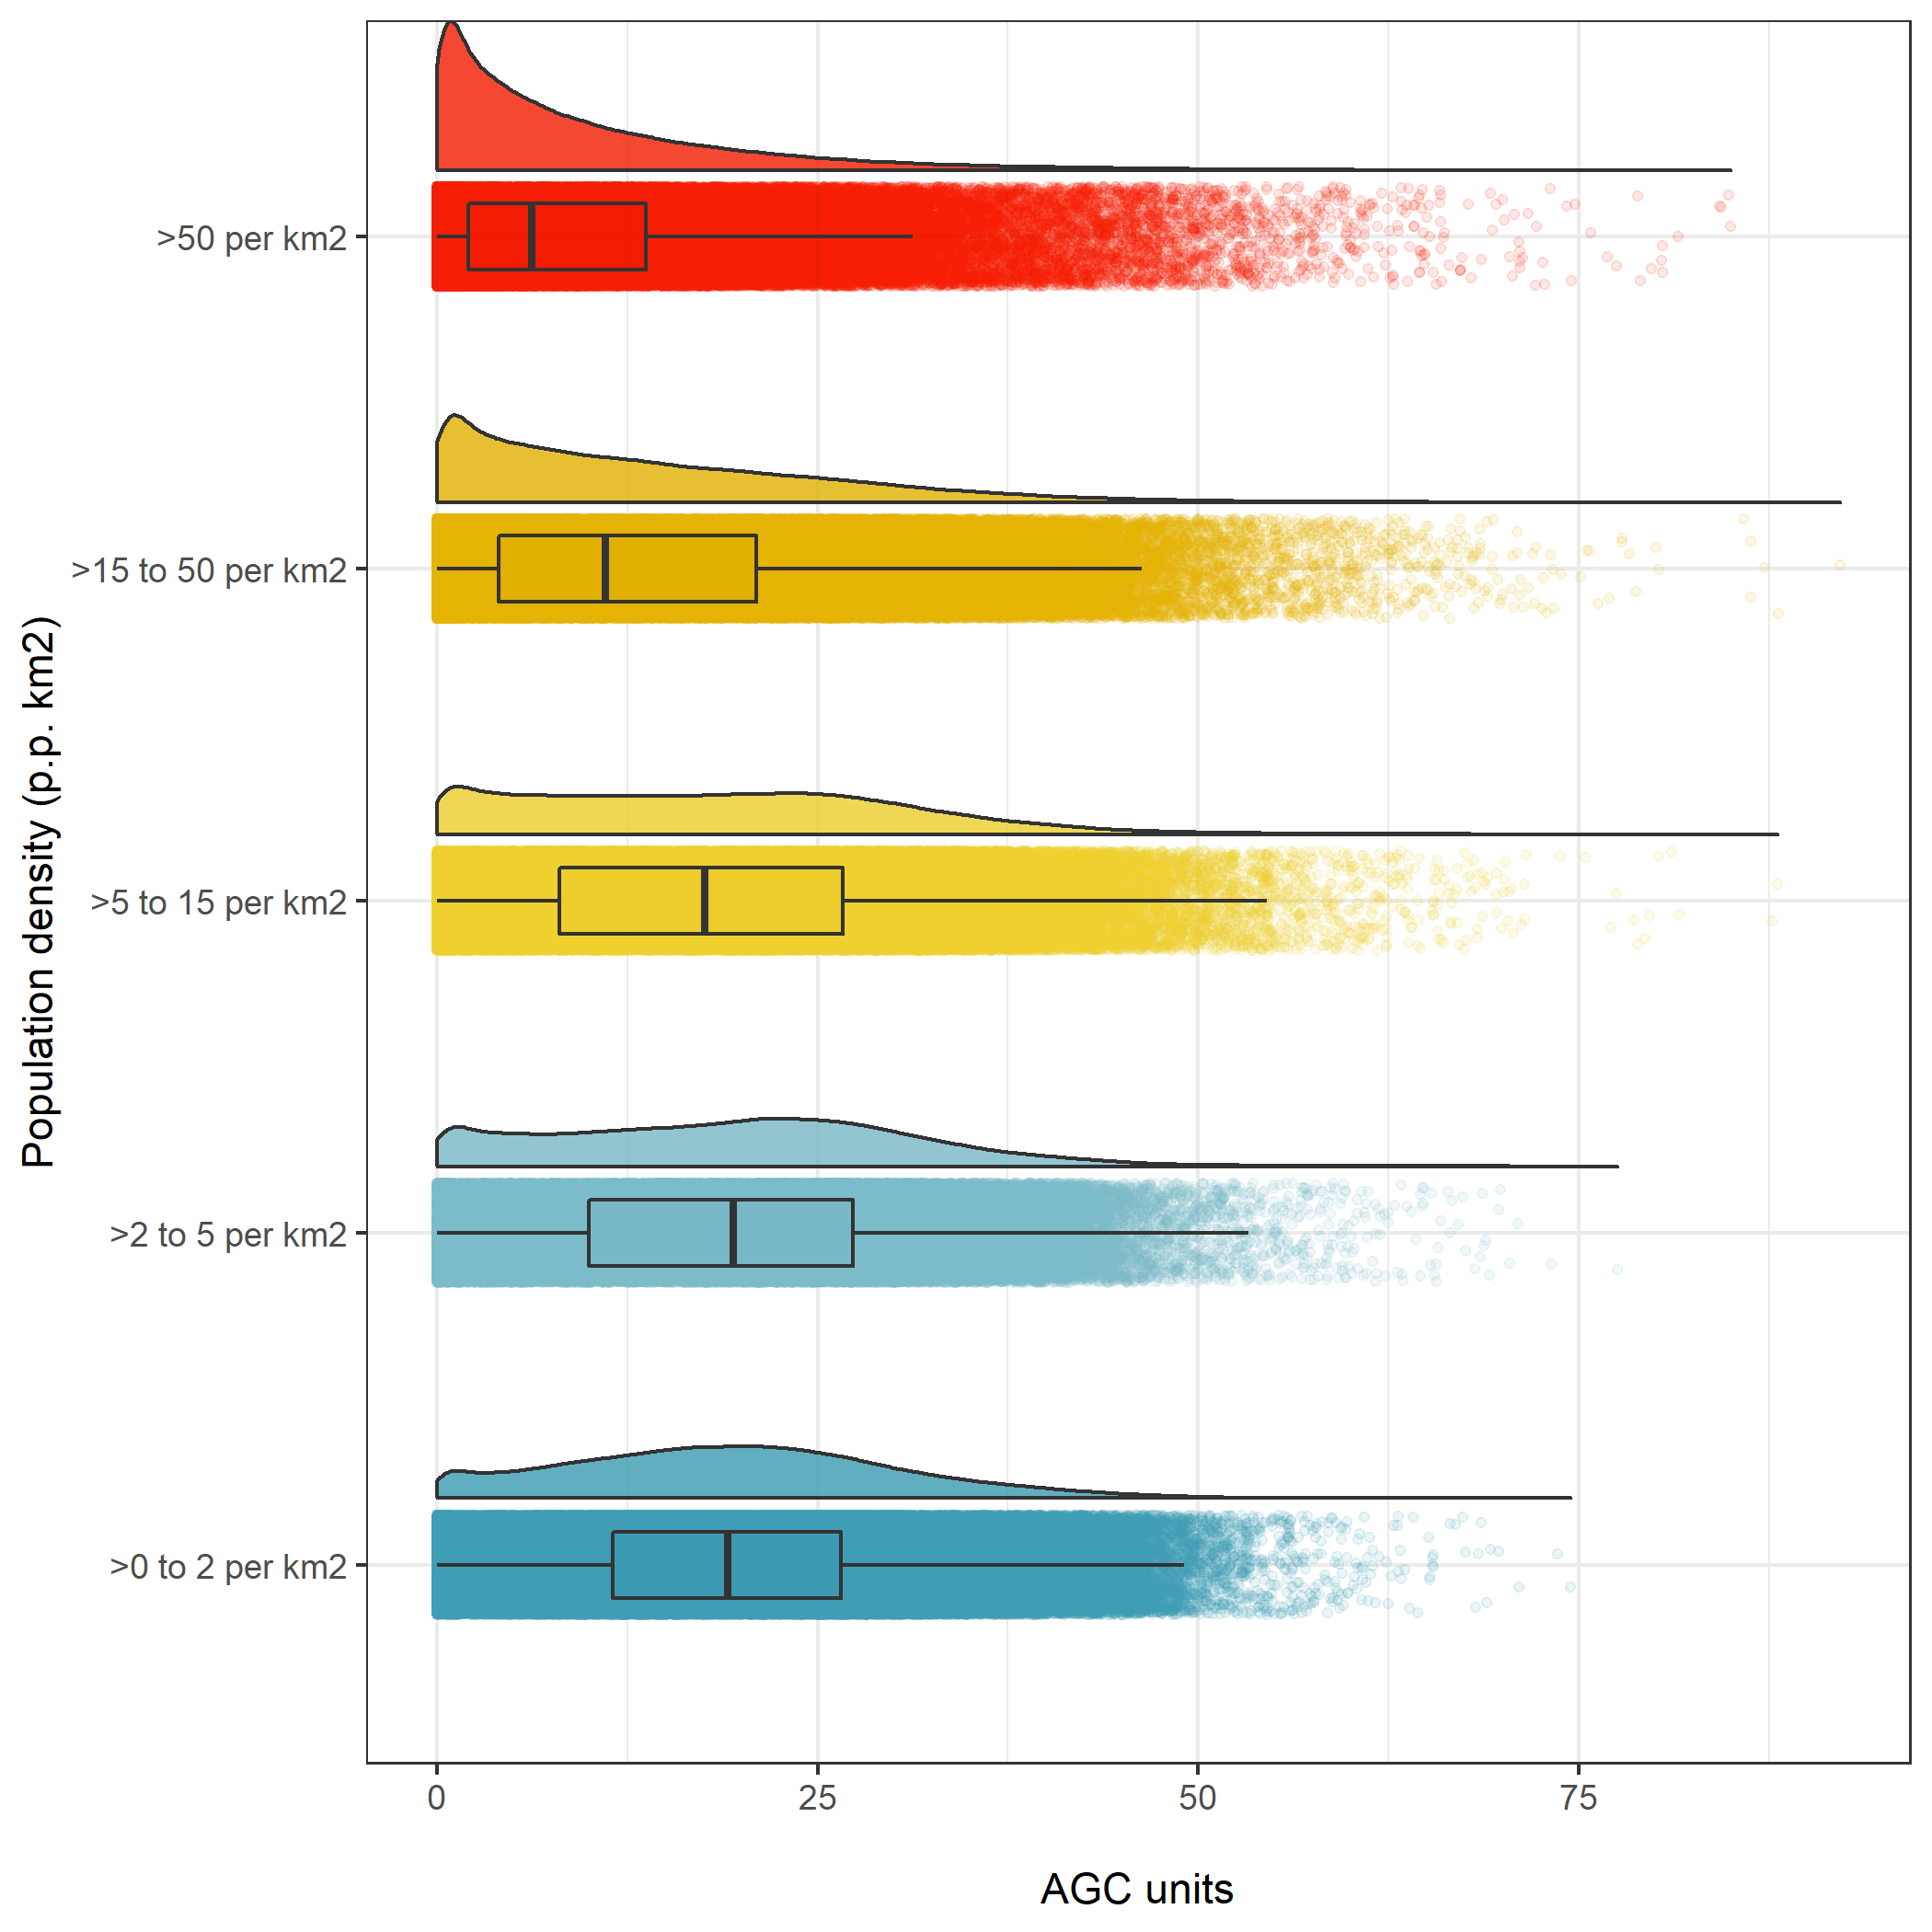 Population density (p.p. km2)
>50 per km2
>15 to 50 per km2
>5 to 15 per km2
>2 to 5 per km2
>0 to 2 per km2
0 25 50 75
AGC units